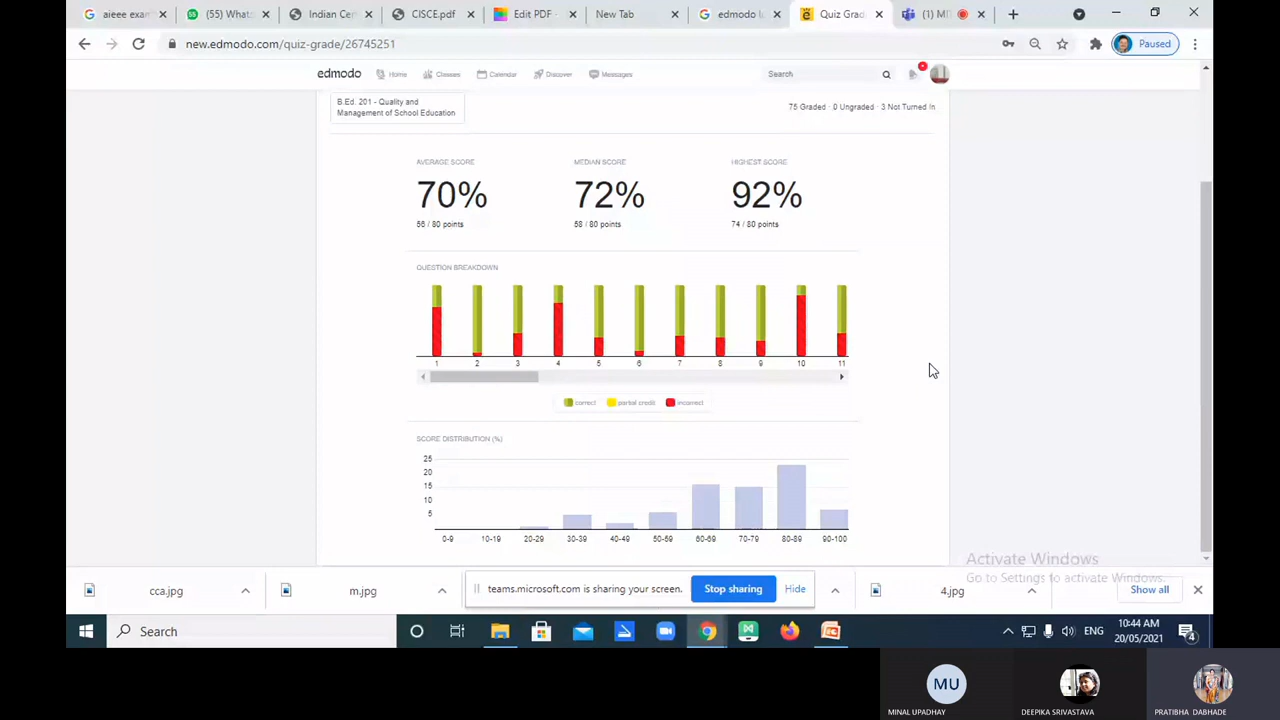 aieee exam
(55) Whats
Indian Cer
CISCE.pdf
Edit PDF -
New Tab
edmodo l
Quiz Grad
(1) M
new.edmodo.com/quiz-grade/26745251
Paused
edmodo
Home
Classes
Calendar
Discover
Messages
Search
B.Ed. 201 - Quality and
Management of School Education
75 Graded · 0 Ungraded · 3 Not Turned In
AVERAGE SCORE
MEDIAN SCORE
HIGHEST SCORE
70%
72%
92%
56 / 80 points
58 / 80 points
74 / 80 points
QUESTION BREAKDOWN
1 2 3 4 5 6 7 8 9 10 11
correct
partial credit
incorrect
SCORE DISTRIBUTION (%)
25
20
15
10
5
0-9 10-19 20-29 30-39 40-49 50-59 60-69 70-79 80-89 90-100
Activate Windows
Go to Settings to activate Windows.
cca.jpg
m.jpg
teams.microsoft.com is sharing your screen.
Stop sharing
Hide
4.jpg
Show all
Search
ENG
10:44 AM
20/05/2021
4
MU
MINAL UPADHAY
DEEPIKA SRIVASTAVA
PRATIBHA DABHADE